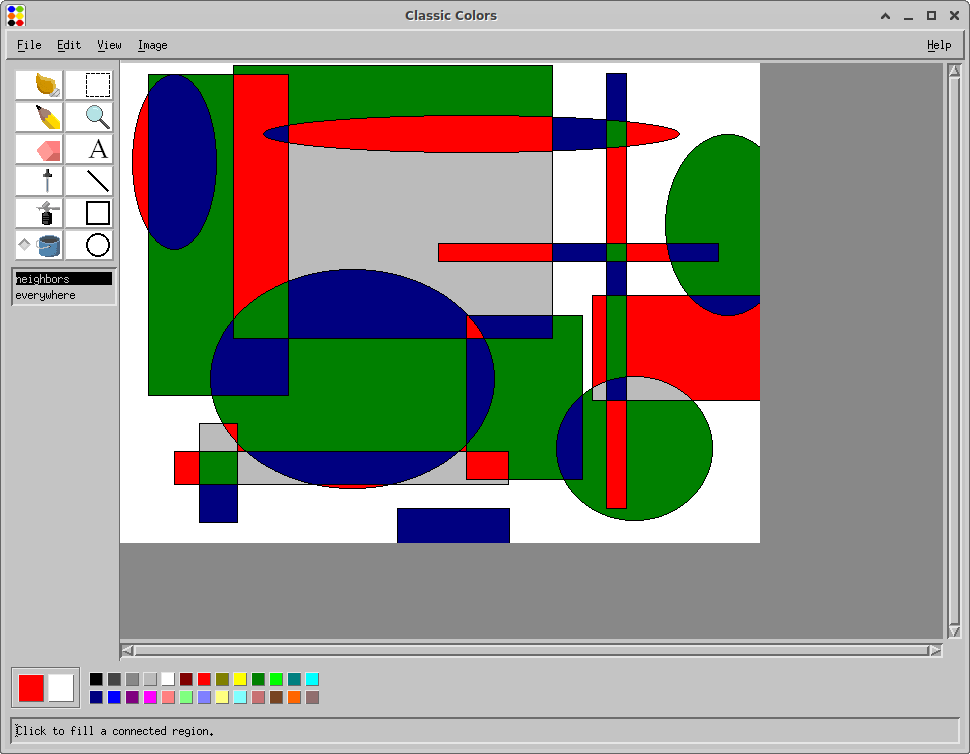 Classic Colors
File Edit View Image Help
A
neighbors
everywhere
Click to fill a connected region.